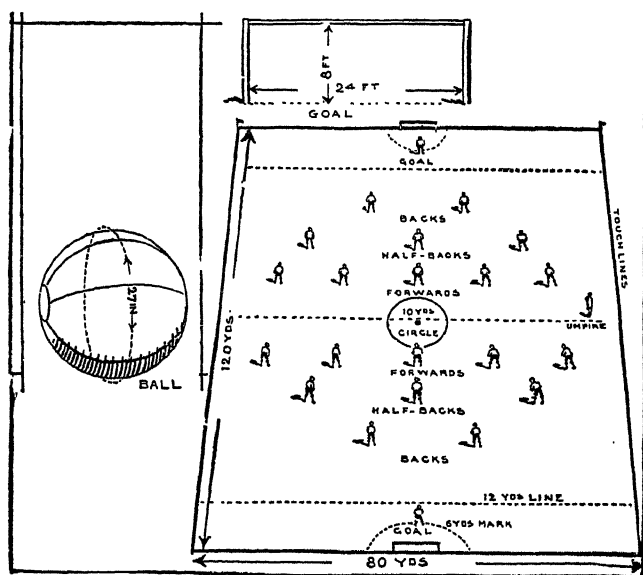 8 FT
24 FT
GOAL
GOAL
BACKS
HALF-BACKS
FORWARDS
TOUCH LINES
10 YDS
CIRCLE
UMPIRE
27 IN
BALL
120 YDS
FORWARDS
HALF-BACKS
BACKS
12 YDS LINE
6 YDS MARK
GOAL
80 YDS